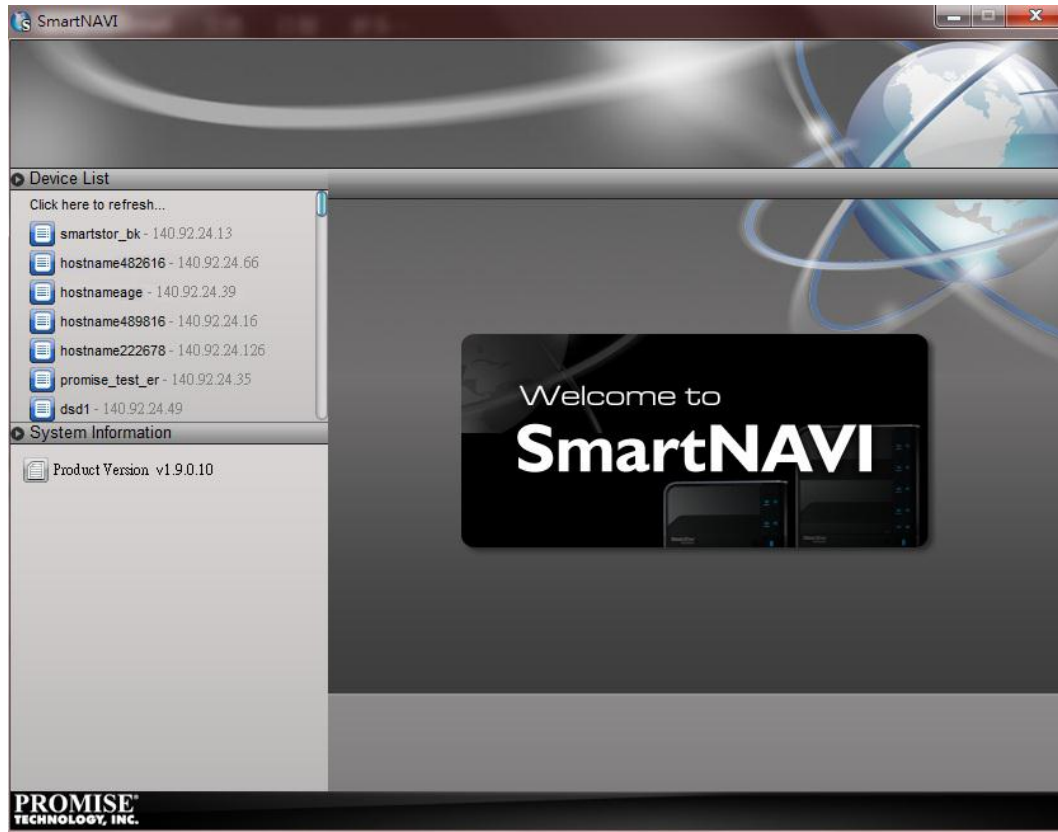 SmartNAVI
Device List
Click here to refresh...
smartstor_bk - 140.92.24.13
hostname482616 - 140.92.24.66
hostnameage - 140.92.24.39
hostname489816 - 140.92.24.16
hostname222678 - 140.92.24.126
promise_test_er - 140.92.24.35
dsd1 - 140.92.24.49
System Information
Product Version v1.9.0.10
Welcome to
SmartNAVI
PROMISE®
TECHNOLOGY, INC.